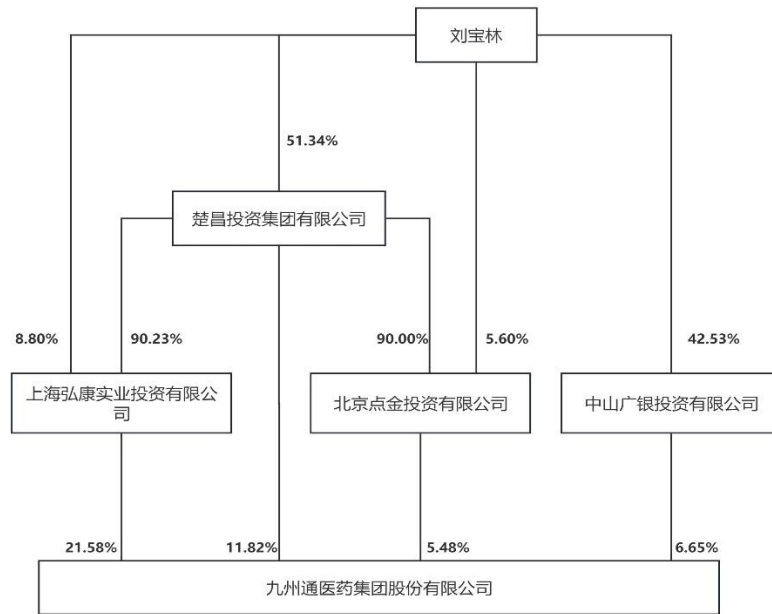 刘宝林
51.34%
楚昌投资集团有限公司
8.80%
90.23%
90.00%
5.60%
42.53%
上海弘康实业投资有限公
司
北京点金投资有限公司
中山广银投资有限公司
21.58%
11.82%
5.48%
6.65%
九州通医药集团股份有限公司